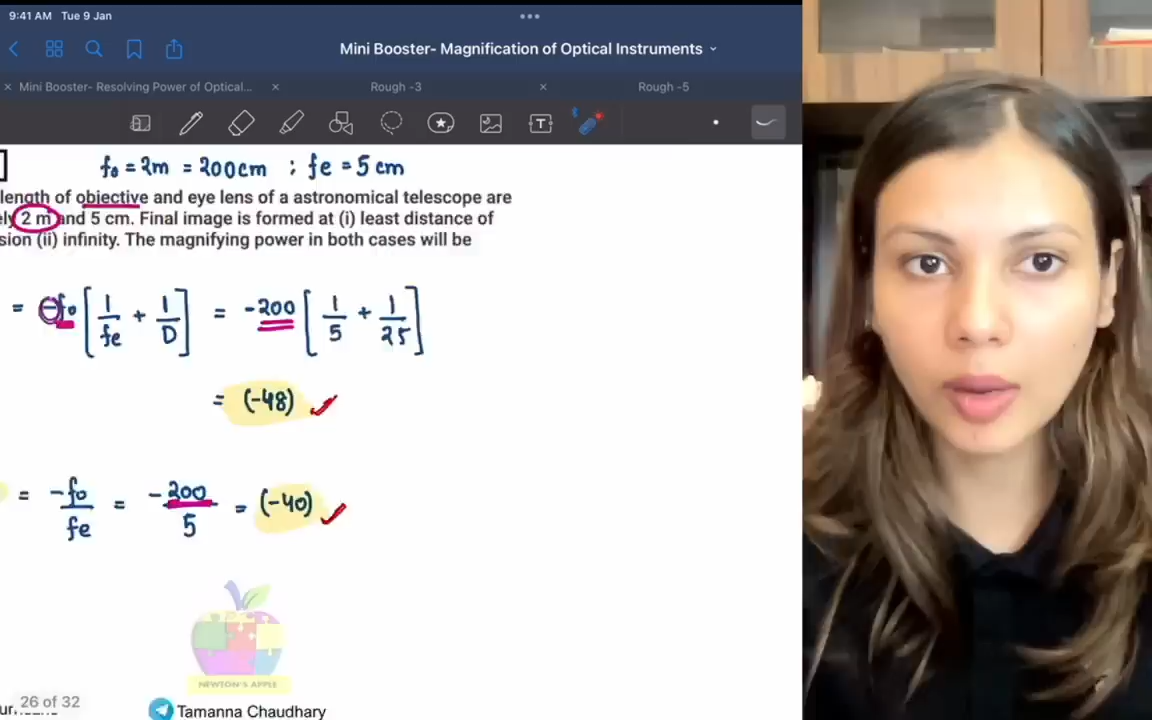 9:41 AM Tue 9 Jan
Mini Booster- Magnification of Optical Instruments
Mini Booster- Resolving Power of Optical...
Rough -3
Rough -5
f₀ = 2m = 200cm ; fe = 5 cm
length of objective and eye lens of a astronomical telescope are
ely 2 m and 5 cm. Final image is formed at (i) least distance of
sion (ii) infinity. The magnifying power in both cases will be
= -f₀ [1/fe + 1/D] = -200 [1/5 + 1/25]
= (-48)
= -f₀/fe = -200/5 = (-40)
NEWTON'S APPLE
26 of 32
Tamanna Chaudhary